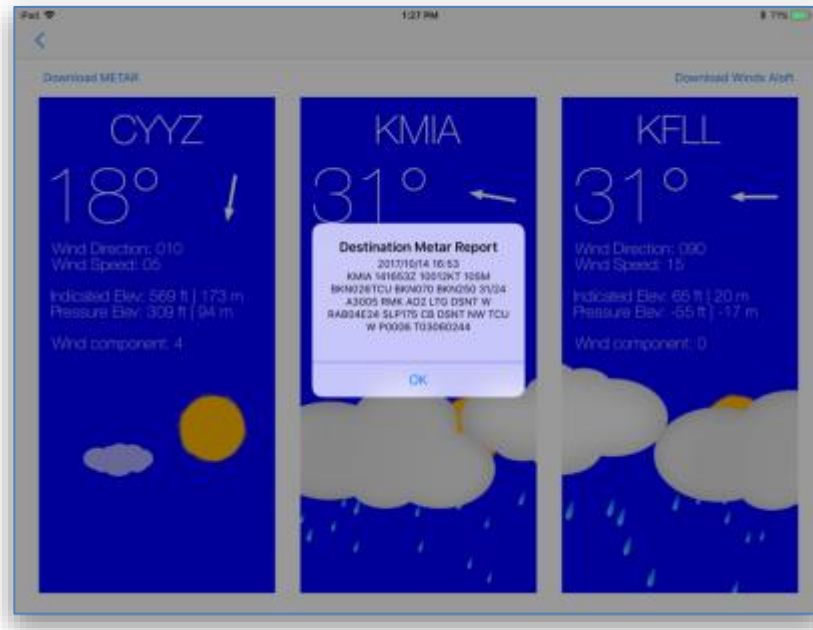 iPad
1:27 PM
71%
Download METAR
Download Winds Aloft
CYYZ
18°
Wind Direction: 010
Wind Speed: 05
Indicated Elev: 569 ft | 173 m
Pressure Elev: 309 ft | 94 m
Wind component: 4
KMIA
31°
Destination Metar Report
2017/10/14 16:53
KMIA 141653Z 10012KT 10SM
BKN026TCU BKN070 BKN250 31/24
A3005 RMK AO2 LTG DSNT W
RAB04E24 SLP175 CB DSNT NW TCU
W P0006 T03060244
OK
KFLL
31°
Wind Direction: 090
Wind Speed: 15
Indicated Elev: 65 ft | 20 m
Pressure Elev: -55 ft | -17 m
Wind component: 0